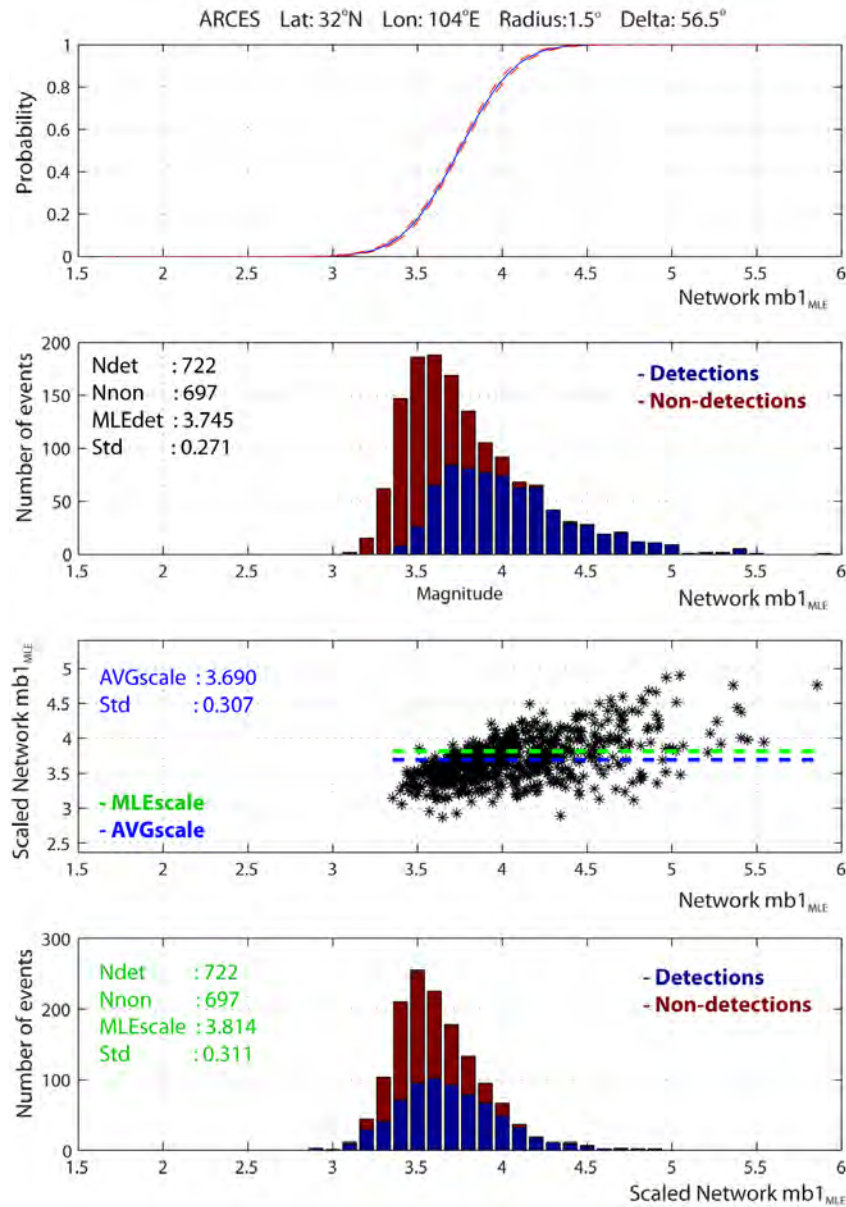 ARCES Lat: 32°N Lon: 104°E Radius:1.5° Delta: 56.5°
Probability
1
0.8
0.6
0.4
0.2
0
1.5 2 2.5 3 3.5 4 4.5 5 5.5 6
Network mb1MLE
Number of events
200
150
100
50
0
Ndet : 722
Nnon : 697
MLEdet : 3.745
Std : 0.271
- Detections
- Non-detections
1.5 2 2.5 3 3.5 4 4.5 5 5.5 6
Magnitude
Network mb1MLE
Scaled Network mb1MLE
5
4.5
4
3.5
3
2.5
AVGscale : 3.690
Std : 0.307
- MLEscale
- AVGscale
1.5 2 2.5 3 3.5 4 4.5 5 5.5 6
Network mb1MLE
Number of events
300
200
100
0
Ndet : 722
Nnon : 697
MLEscale : 3.814
Std : 0.311
- Detections
- Non-detections
1.5 2 2.5 3 3.5 4 4.5 5 5.5 6
Scaled Network mb1MLE